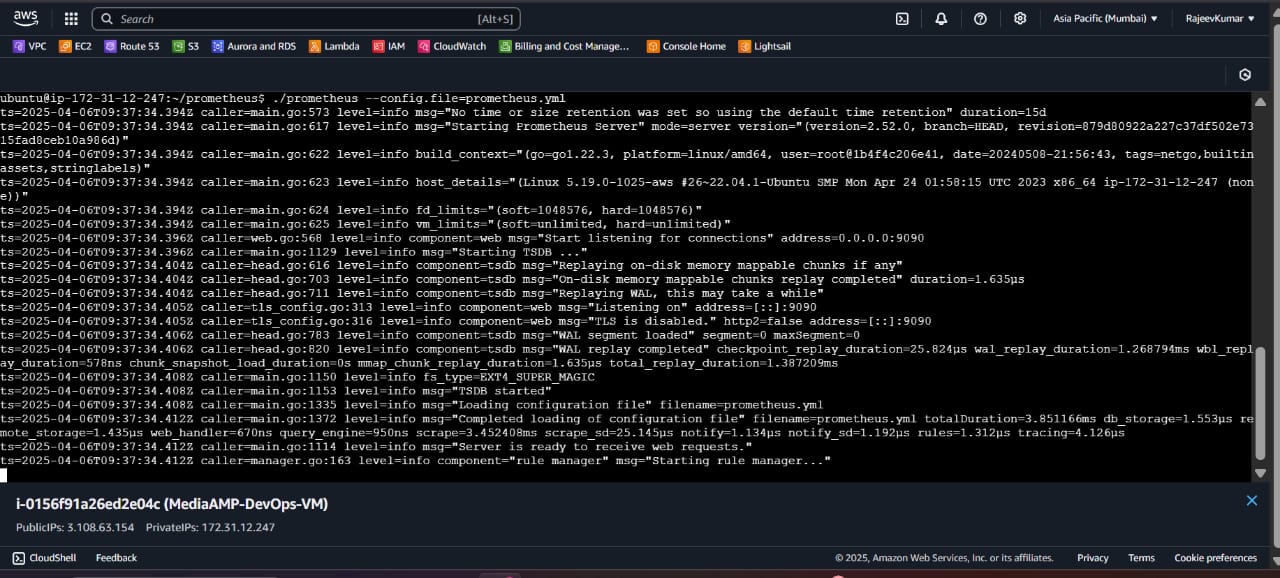 aws
Search [Alt+S]
Asia Pacific (Mumbai) ▼ RajeevKumar ▼
VPC EC2 Route 53 S3 Aurora and RDS Lambda IAM CloudWatch Billing and Cost Manage... Console Home Lightsail
ubuntu@ip-172-31-12-247:~/prometheus$ ./prometheus --config.file=prometheus.yml
ts=2025-04-06T09:37:34.394Z caller=main.go:573 level=info msg="No time or size retention was set so using the default time retention" duration=15d
ts=2025-04-06T09:37:34.394Z caller=main.go:617 level=info msg="Starting Prometheus Server" mode=server version="(version=2.52.0, branch=HEAD, revision=879d80922a227c37df502e73
15fad8ceb10a986d)"
ts=2025-04-06T09:37:34.394Z caller=main.go:622 level=info build_context="(go=go1.22.3, platform=linux/amd64, user=root@1b4f4c206e41, date=20240508-21:56:43, tags=netgo,builtin
assets,stringlabels)"
ts=2025-04-06T09:37:34.394Z caller=main.go:623 level=info host_details="(Linux 5.19.0-1025-aws #26~22.04.1-Ubuntu SMP Mon Apr 24 01:58:15 UTC 2023 x86_64 ip-172-31-12-247 (non
e))"
ts=2025-04-06T09:37:34.394Z caller=main.go:624 level=info fd_limits="(soft=1048576, hard=1048576)"
ts=2025-04-06T09:37:34.394Z caller=main.go:625 level=info vm_limits="(soft=unlimited, hard=unlimited)"
ts=2025-04-06T09:37:34.396Z caller=web.go:568 level=info component=web msg="Start listening for connections" address=0.0.0.0:9090
ts=2025-04-06T09:37:34.396Z caller=main.go:1129 level=info msg="Starting TSDB ..."
ts=2025-04-06T09:37:34.404Z caller=head.go:616 level=info component=tsdb msg="Replaying on-disk memory mappable chunks if any"
ts=2025-04-06T09:37:34.404Z caller=head.go:703 level=info component=tsdb msg="On-disk memory mappable chunks replay completed" duration=1.635µs
ts=2025-04-06T09:37:34.404Z caller=head.go:711 level=info component=tsdb msg="Replaying WAL, this may take a while"
ts=2025-04-06T09:37:34.405Z caller=tls_config.go:313 level=info component=web msg="Listening on" address=[::]:9090
ts=2025-04-06T09:37:34.405Z caller=tls_config.go:316 level=info component=web msg="TLS is disabled." http2=false address=[::]:9090
ts=2025-04-06T09:37:34.406Z caller=head.go:783 level=info component=tsdb msg="WAL segment loaded" segment=0 maxSegment=0
ts=2025-04-06T09:37:34.406Z caller=head.go:820 level=info component=tsdb msg="WAL replay completed" checkpoint_replay_duration=25.824µs wal_replay_duration=1.268794ms wbl_repl
ay_duration=578ns chunk_snapshot_load_duration=0s mmap_chunk_replay_duration=1.635µs total_replay_duration=1.387209ms
ts=2025-04-06T09:37:34.408Z caller=main.go:1150 level=info fs_type=EXT4_SUPER_MAGIC
ts=2025-04-06T09:37:34.408Z caller=main.go:1153 level=info msg="TSDB started"
ts=2025-04-06T09:37:34.408Z caller=main.go:1335 level=info msg="Loading configuration file" filename=prometheus.yml
ts=2025-04-06T09:37:34.412Z caller=main.go:1372 level=info msg="Completed loading of configuration file" filename=prometheus.yml totalDuration=3.851166ms db_storage=1.553µs re
mote_storage=1.435µs web_handler=670ns query_engine=950ns scrape=3.452408ms scrape_sd=25.145µs notify=1.134µs notify_sd=1.192µs rules=1.312µs tracing=4.126µs
ts=2025-04-06T09:37:34.412Z caller=main.go:1114 level=info msg="Server is ready to receive web requests."
ts=2025-04-06T09:37:34.412Z caller=manager.go:163 level=info component="rule manager" msg="Starting rule manager..."
i-0156f91a26ed2e04c (MediaAMP-DevOps-VM)
PublicIPs: 3.108.63.154 PrivateIPs: 172.31.12.247
CloudShell Feedback © 2025, Amazon Web Services, Inc. or its affiliates. Privacy Terms Cookie preferences